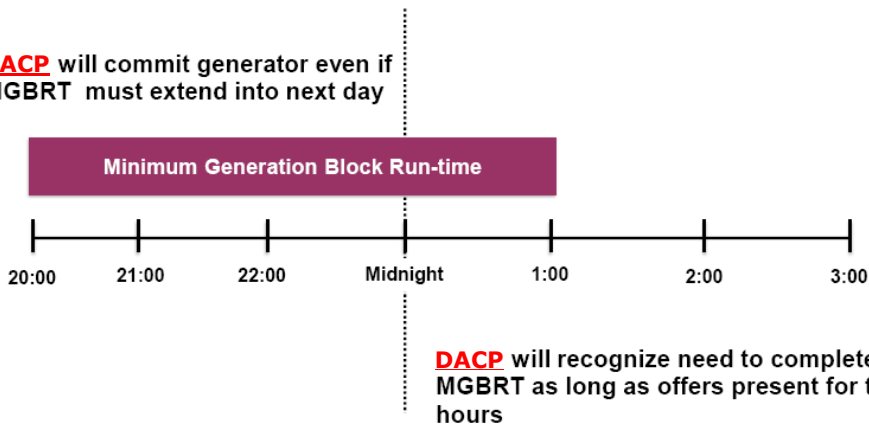 ACP will commit generator even if
MGBRT must extend into next day
Minimum Generation Block Run-time
20:00 21:00 22:00 Midnight 1:00 2:00 3:00
DACP will recognize need to complete
MGBRT as long as offers present for t
hours